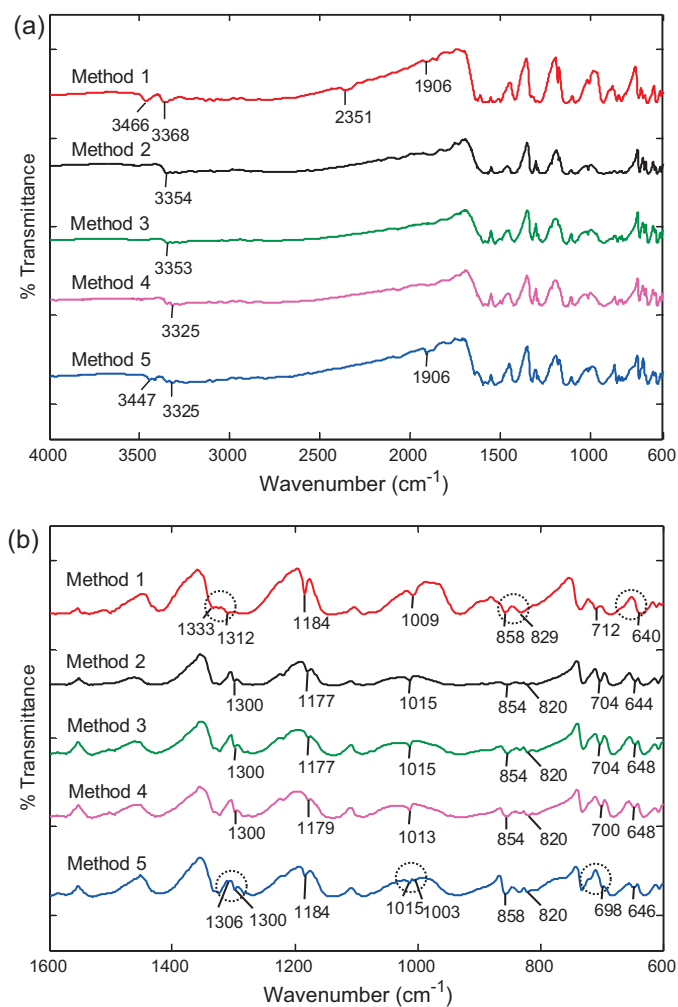 (a)
Method 1
3466
3368
2351
1906
Method 2
3354
Method 3
3353
Method 4
3325
Method 5
3447
3325
1906
% Transmittance
4000 3500 3000 2500 2000 1500 1000 600
Wavenumber (cm-1)
(b)
Method 1
1333
1312
1184
1009
858
829
712
640
Method 2
1300
1177
1015
854
820
704
644
Method 3
1300
1177
1015
854
820
704
648
Method 4
1300
1179
1013
854
820
700
648
Method 5
1306
1300
1184
1015
1003
858
820
698
646
% Transmittance
1600 1400 1200 1000 800 600
Wavenumber (cm-1)